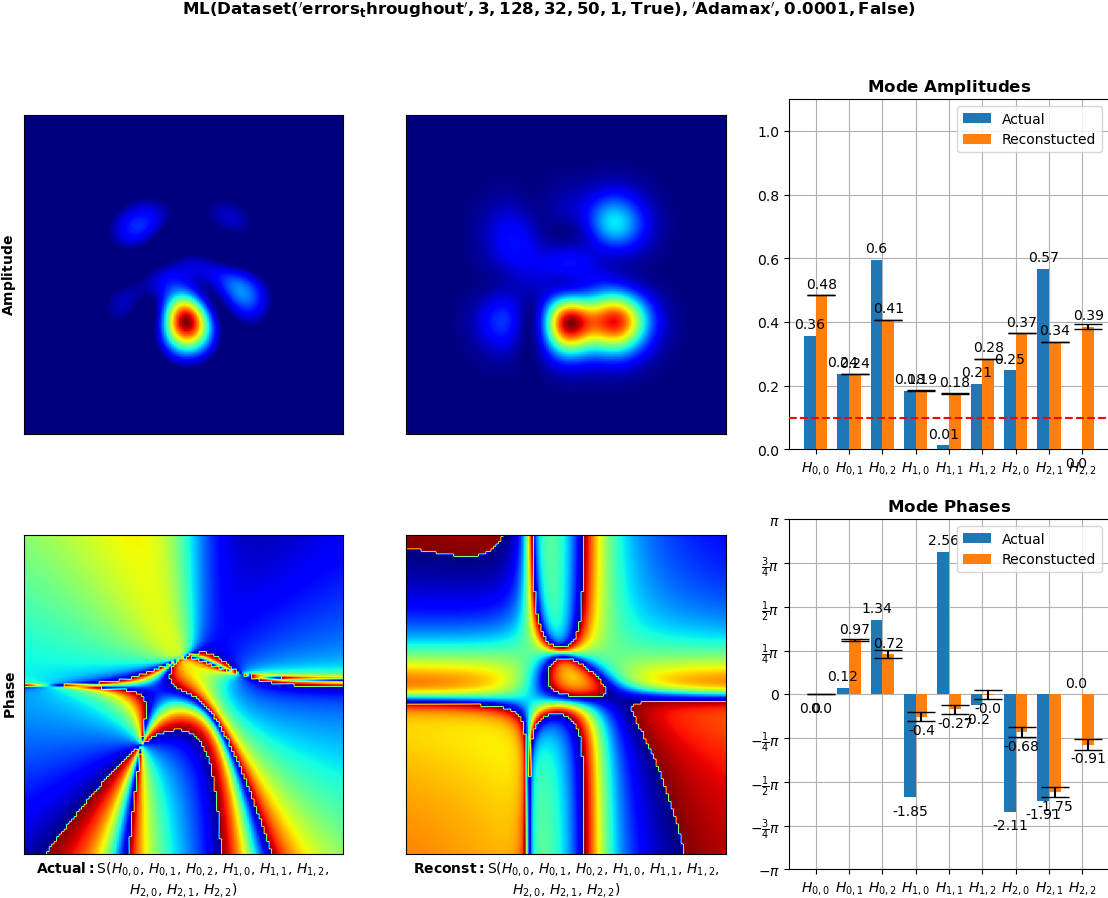 ML(Dataset('errors_throughout', 3, 128, 32, 50, 1, True), 'Adamax', 0.0001, False)
Amplitude
Mode Amplitudes
Actual
Reconstucted
1.0
0.8
0.6
0.4
0.2
0.0
0.36
0.48
0.24
0.24
0.6
0.41
0.18
0.19
0.01
0.18
0.21
0.28
0.25
0.37
0.57
0.34
0.0
0.39
H0,0 H0,1 H0,2 H1,0 H1,1 H1,2 H2,0 H2,1 H2,2
Phase
Actual: S(H0,0, H0,1, H0,2, H1,0, H1,1, H1,2,
H2,0, H2,1, H2,2)
Reconst: S(H0,0, H0,1, H0,2, H1,0, H1,1, H1,2,
H2,0, H2,1, H2,2)
Mode Phases
Actual
Reconstucted
π
3/4π
1/2π
1/4π
0
−1/4π
−1/2π
−3/4π
−π
0.0
0.0
0.12
0.97
1.34
0.72
-1.85
-0.4
2.56
-0.27
-0.2
-0.0
-2.11
-0.68
-1.91
-1.75
0.0
-0.91
H0,0 H0,1 H0,2 H1,0 H1,1 H1,2 H2,0 H2,1 H2,2